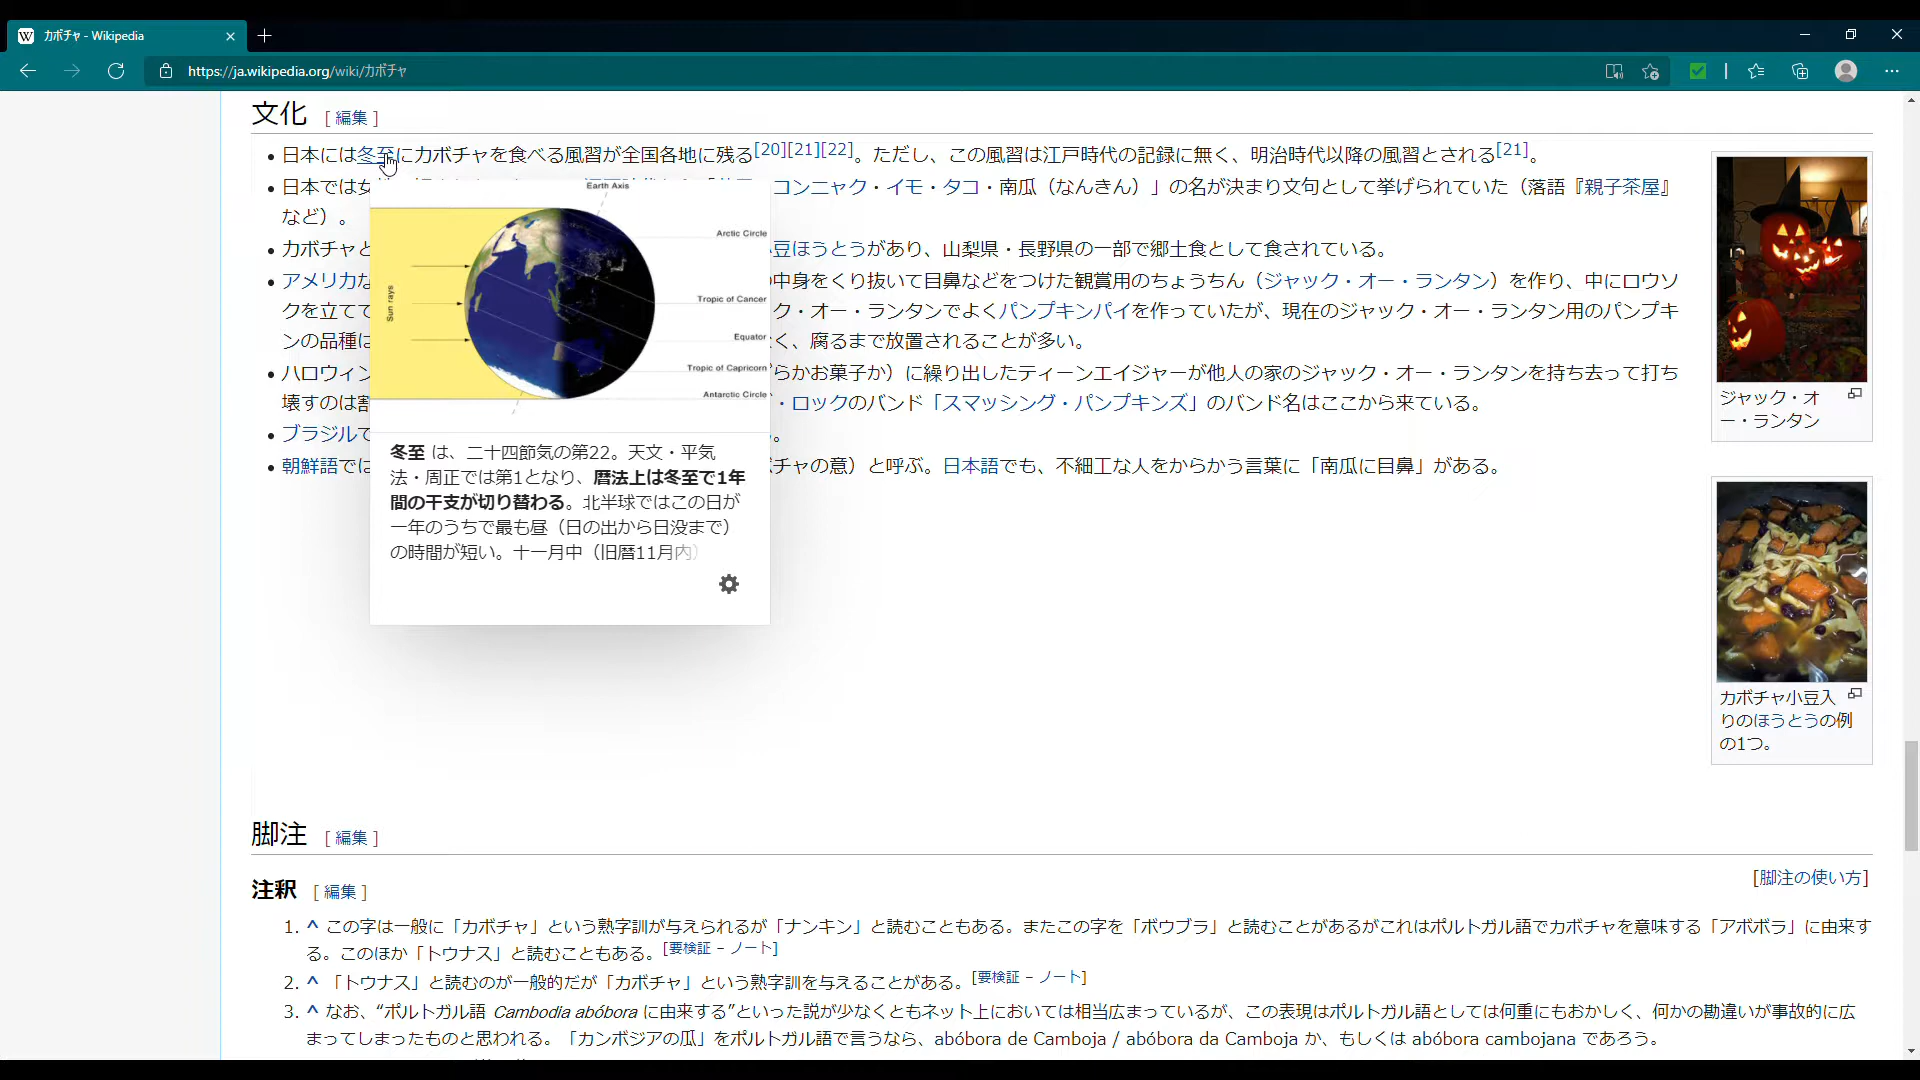 カボチャ - Wikipedia
https://ja.wikipedia.org/wiki/カボチャ
文化 [ 編集 ]
日本には冬至にカボチャを食べる風習が全国各地に残る[20][21][22]。ただし、この風習は江戸時代の記録に無く、明治時代以降の風習とされる[21]。
日本では女
コンニャク・イモ・タコ・南瓜（なんきん）」の名が決まり文句として挙げられていた（落語『親子茶屋』
など）。
カボチャと
豆ほうとうがあり、山梨県・長野県の一部で郷土食として食されている。
アメリカな
中身をくり抜いて目鼻などをつけた観賞用のちょうちん（ジャック・オー・ランタン）を作り、中にロウソ
クを立てて
ク・オー・ランタンでよくパンプキンパイを作っていたが、現在のジャック・オー・ランタン用のパンプキ
ンの品種は
く、腐るまで放置されることが多い。
ハロウィン
らかお菓子か）に繰り出したティーンエイジャーが他人の家のジャック・オー・ランタンを持ち去って打ち
壊すのは割
・ロックのバンド「スマッシング・パンプキンズ」のバンド名はここから来ている。
ブラジルで
。
朝鮮語では
チャの意）と呼ぶ。日本語でも、不細工な人をからかう言葉に「南瓜に目鼻」がある。
Earth Axis
Arctic Circle
Tropic of Cancer
Sun rays
Equator
Tropic of Capricorn
Antarctic Circle
冬至 は、二十四節気の第22。天文・平気
法・周正では第1となり、暦法上は冬至で1年
間の干支が切り替わる。北半球ではこの日が
一年のうちで最も昼（日の出から日没まで）
の時間が短い。十一月中（旧暦11月内）
ジャック・オ
ー・ランタン
カボチャ小豆入
りのほうとうの例
の1つ。
脚注 [ 編集 ]
[脚注の使い方]
注釈 [ 編集 ]
1. ^ この字は一般に「カボチャ」という熟字訓が与えられるが「ナンキン」と読むこともある。またこの字を「ボウブラ」と読むことがあるがこれはポルトガル語でカボチャを意味する「アボボラ」に由来す
る。このほか「トウナス」と読むこともある。[要検証 – ノート]
2. ^ 「トウナス」と読むのが一般的だが「カボチャ」という熟字訓を与えることがある。[要検証 – ノート]
3. ^ なお、“ポルトガル語 Cambodia abóbora に由来する”といった説が少なくともネット上においては相当広まっているが、この表現はポルトガル語としては何重にもおかしく、何かの勘違いが事故的に広
まってしまったものと思われる。「カンボジアの瓜」をポルトガル語で言うなら、abóbora de Camboja / abóbora da Camboja か、もしくは abóbora cambojana であろう。